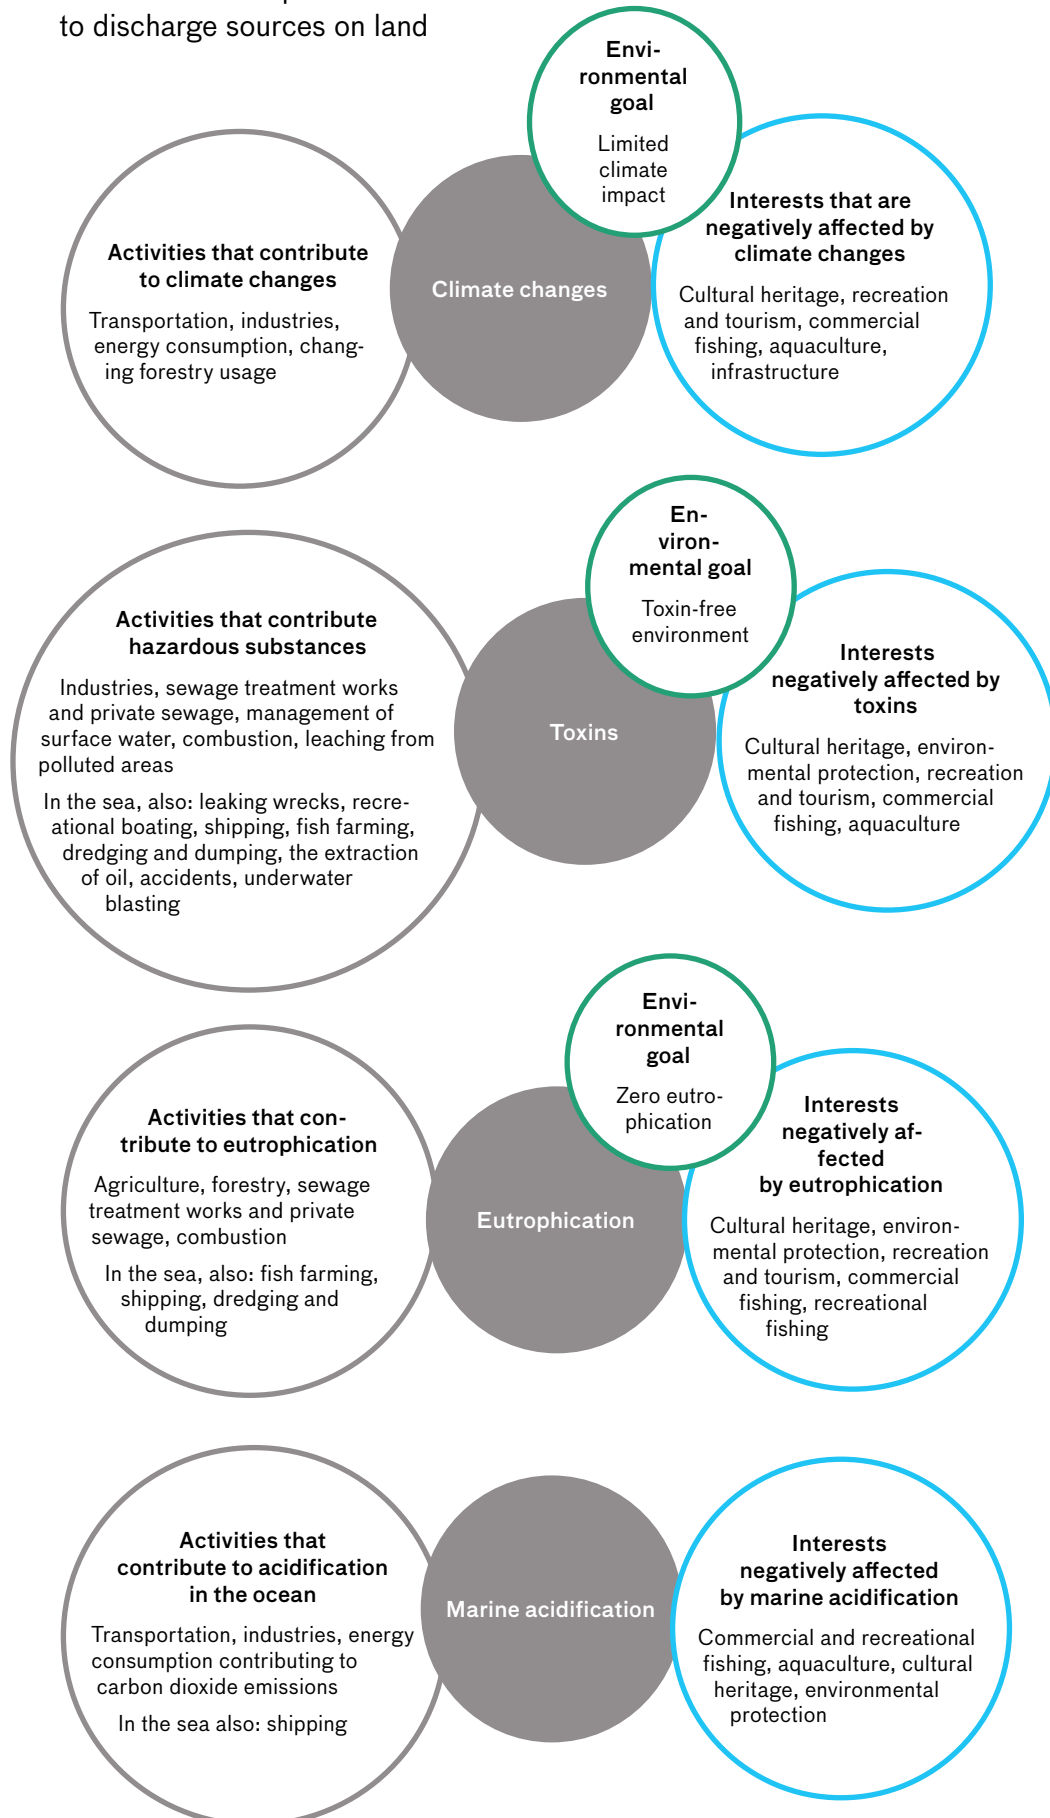 to discharge sources on land
Envi-
ronmental
goal
Limited
climate
impact
Activities that contribute
to climate changes
Transportation, industries,
energy consumption, chang-
ing forestry usage
Climate changes
Interests that are
negatively affected by
climate changes
Cultural heritage, recreation
and tourism, commercial
fishing, aquaculture,
infrastructure
En-
viron-
mental goal
Toxin-free
environment
Activities that contribute
hazardous substances
Industries, sewage treatment works
and private sewage, management of
surface water, combustion, leaching from
polluted areas
In the sea, also: leaking wrecks, recre-
ational boating, shipping, fish farming,
dredging and dumping, the extraction
of oil, accidents, underwater
blasting
Toxins
Interests
negatively affected by
toxins
Cultural heritage, environ-
mental protection, recreation
and tourism, commercial
fishing, aquaculture
Envi-
ronmental
goal
Zero eutro-
phication
Activities that con-
tribute to eutrophication
Agriculture, forestry, sewage
treatment works and private
sewage, combustion
In the sea, also: fish farming,
shipping, dredging and
dumping
Eutrophication
Interests
negatively af-
fected
by eutrophication
Cultural heritage, environ-
mental protection, recreation
and tourism, commercial
fishing, recreational
fishing
Activities that
contribute to acidification
in the ocean
Transportation, industries, energy
consumption contributing to
carbon dioxide emissions
In the sea also: shipping
Marine acidification
Interests
negatively affected
by marine acidification
Commercial and recreational
fishing, aquaculture, cultural
heritage, environmental
protection